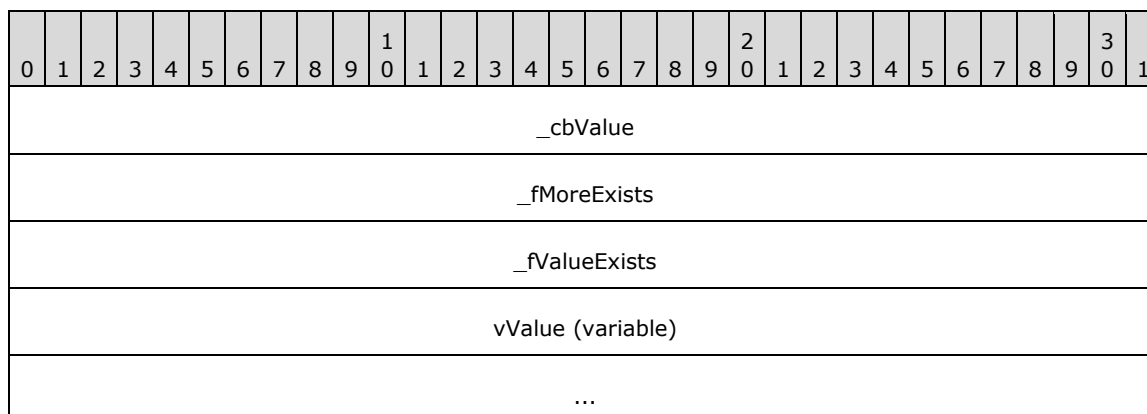 1 2 3
0 1 2 3 4 5 6 7 8 9 0 1 2 3 4 5 6 7 8 9 0 1 2 3 4 5 6 7 8 9 0 1
_cbValue
_fMoreExists
_fValueExists
vValue (variable)
...